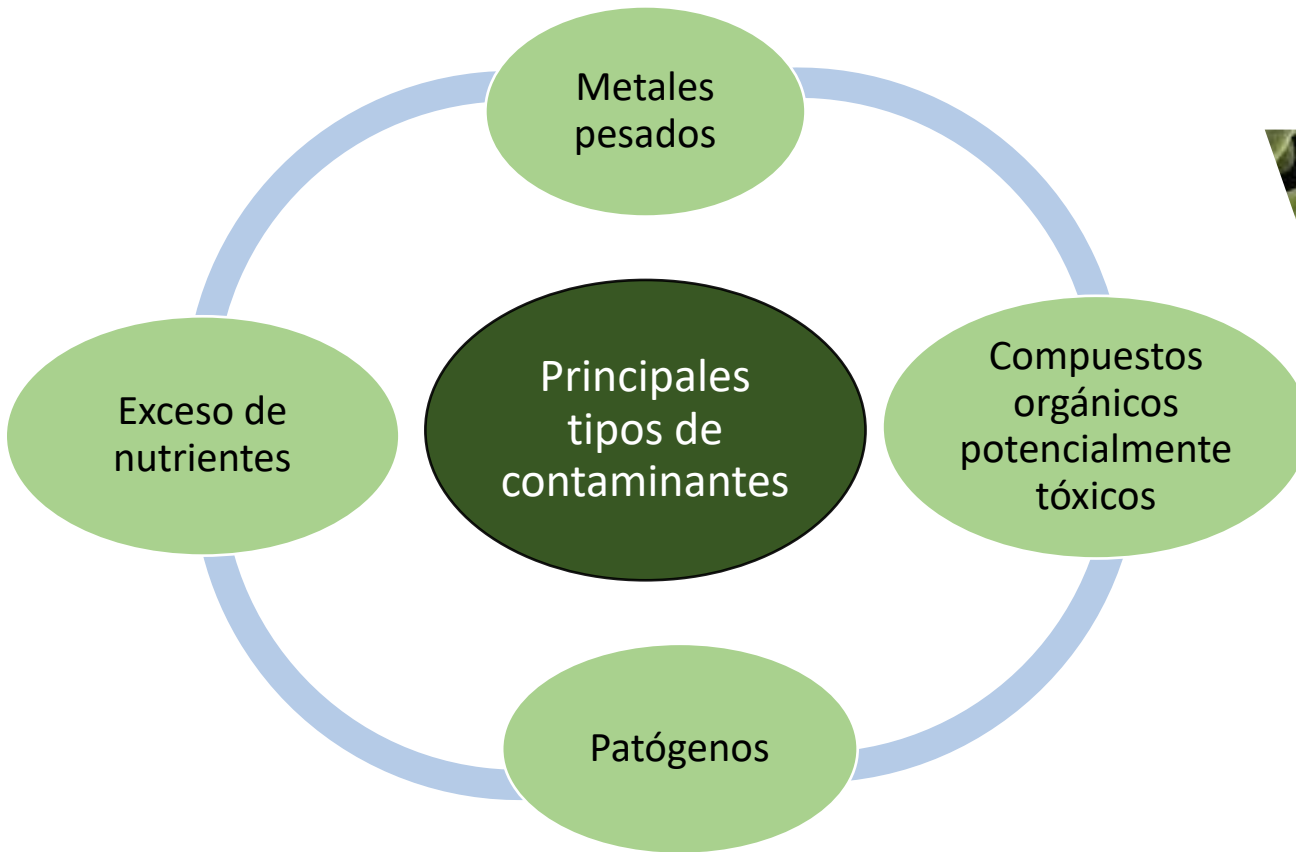 Metales
pesados
Compuestos
orgánicos
potencialmente
tóxicos
Principales
tipos de
contaminantes
Exceso de
nutrientes
Patógenos